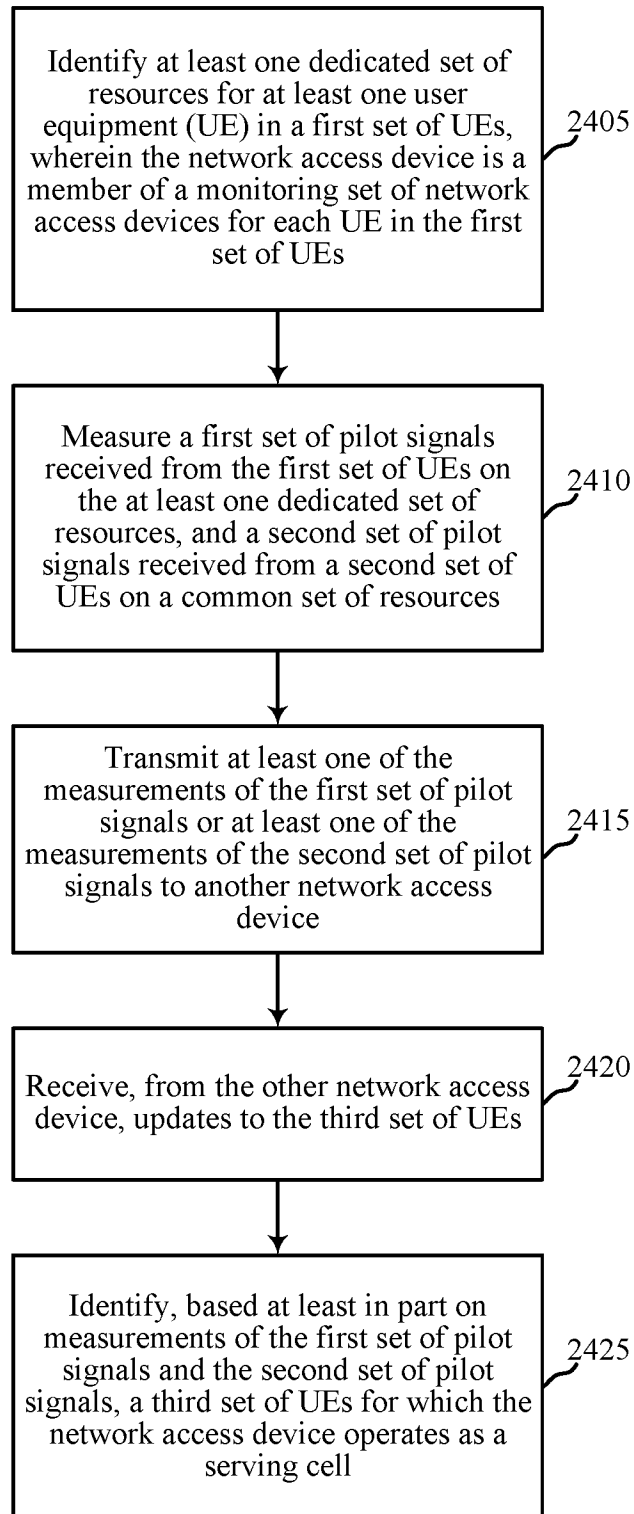 Identify at least one dedicated set of
resources for at least one user
equipment (UE) in a first set of UEs,
wherein the network access device is a
member of a monitoring set of network
access devices for each UE in the first
set of UEs
2405
Measure a first set of pilot signals
received from the first set of UEs on
the at least one dedicated set of
resources, and a second set of pilot
signals received from a second set of
UEs on a common set of resources
2410
Transmit at least one of the
measurements of the first set of pilot
signals or at least one of the
measurements of the second set of pilot
signals to another network access
device
2415
Receive, from the other network access
device, updates to the third set of UEs
2420
Identify, based at least in part on
measurements of the first set of pilot
signals and the second set of pilot
signals, a third set of UEs for which the
network access device operates as a
serving cell
2425